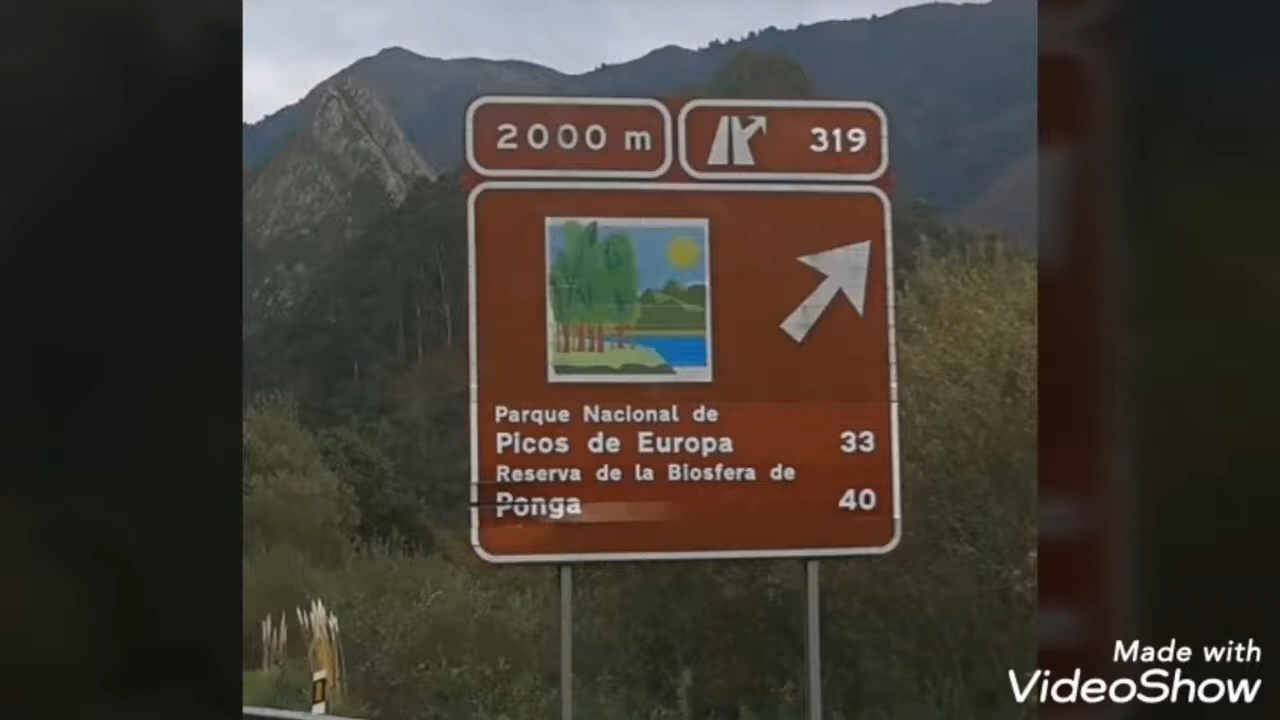 2000 m
319
Parque Nacional de
Picos de Europa 33
Reserva de la Biosfera de
Ponga 40
Made with
VideoShow